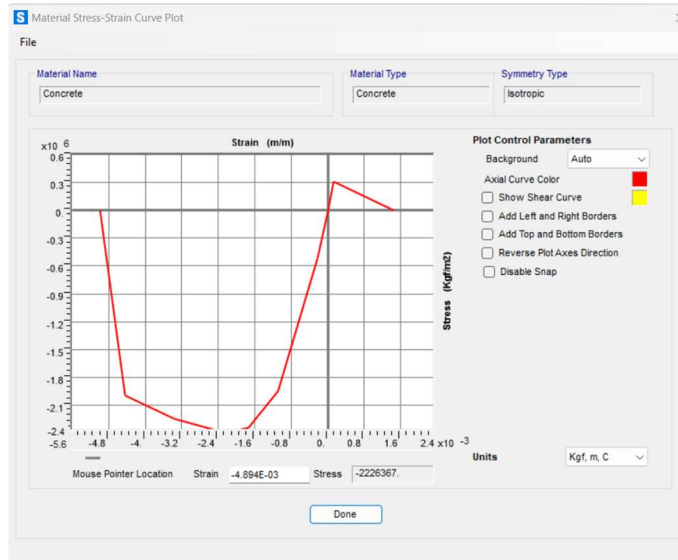 S Material Stress-Strain Curve Plot
File
Material Name
Material Type
Symmetry Type
Concrete
Concrete
Isotropic
x10 6
Strain (m/m)
0.6
0.3
0
-0.3
-0.6
-0.9
-1.2
-1.5
-1.8
-2.1
-2.4
-5.6 -4.8 -4. -3.2 -2.4 -1.6 -0.8 0. 0.8 1.6 2.4 x10 -3
Stress (Kgf/m2)
Mouse Pointer Location Strain -4.894E-03 Stress -2226367.
Plot Control Parameters
Background Auto
Axial Curve Color
Show Shear Curve
Add Left and Right Borders
Add Top and Bottom Borders
Reverse Plot Axes Direction
Disable Snap
Units Kgf, m, C
Done